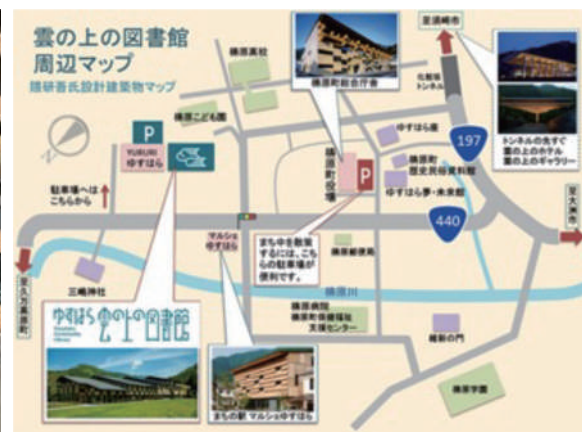 雲の上の図書館
周辺マップ
隈研吾氏設計建築物マップ
梼原高校
梼原こども園
P
YURURI
ゆすはら
駐車場へは
こちらから
梼原町総合庁舎
至須崎市
化粧坂
トンネル
トンネルの先すぐ
雲の上のホテル
雲の上のギャラリー
197
ゆすはら座
梼原町
歴史民俗資料館
ゆすはら夢・未来館
梼原町役場
P
440
至大洲市
まち中を散策
するには、こち
らの駐車場が
便利です。
マルシェ
ゆすはら
梼原郵便局
梼原川
三嶋神社
至久万高原町
ゆすはら雲の上の図書館
梼原病院
梼原町保健福祉
支援センター
維新の門
まちの駅 マルシェゆすはら
梼原学園